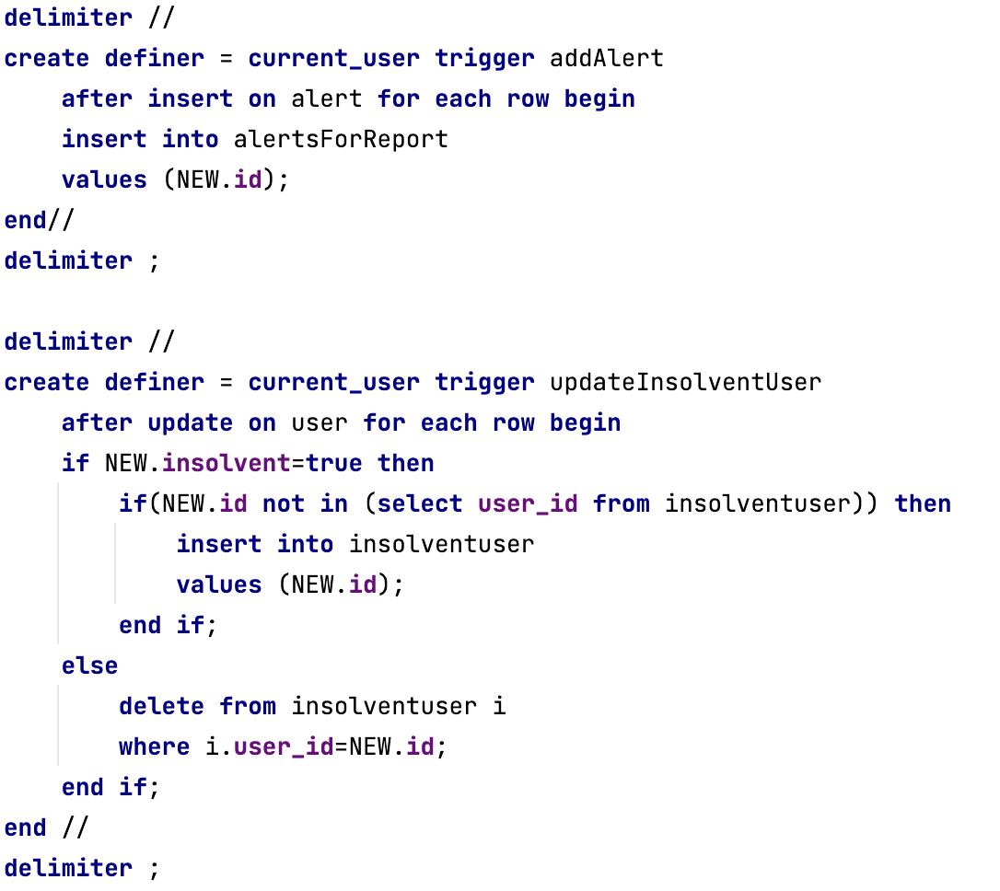 delimiter //
create definer = current_user trigger addAlert
    after insert on alert for each row begin
    insert into alertsForReport
    values (NEW.id);
end//
delimiter ;

delimiter //
create definer = current_user trigger updateInsolventUser
    after update on user for each row begin
    if NEW.insolvent=true then
        if(NEW.id not in (select user_id from insolventuser)) then
            insert into insolventuser
            values (NEW.id);
        end if;
    else
        delete from insolventuser i
        where i.user_id=NEW.id;
    end if;
end //
delimiter ;